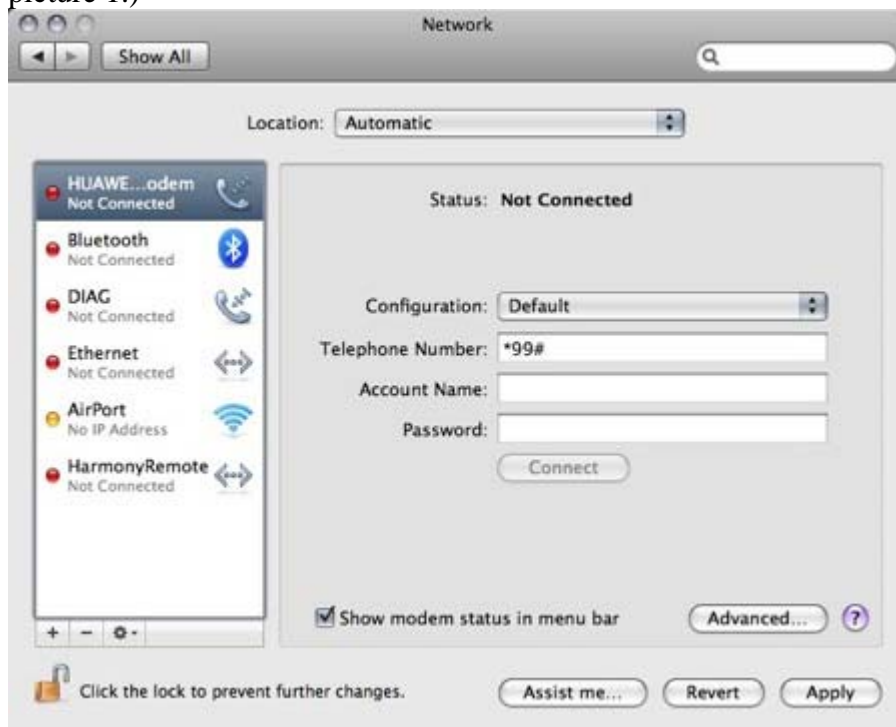 picture 1.)
Network
Show All
Location: Automatic
HUAWE...odem
Not Connected
Bluetooth
Not Connected
DIAG
Not Connected
Ethernet
Not Connected
AirPort
No IP Address
HarmonyRemote
Not Connected
Status: Not Connected
Configuration: Default
Telephone Number: *99#
Account Name:
Password:
Connect
Show modem status in menu bar
Advanced... ?
+ -
Click the lock to prevent further changes.
Assist me... Revert Apply